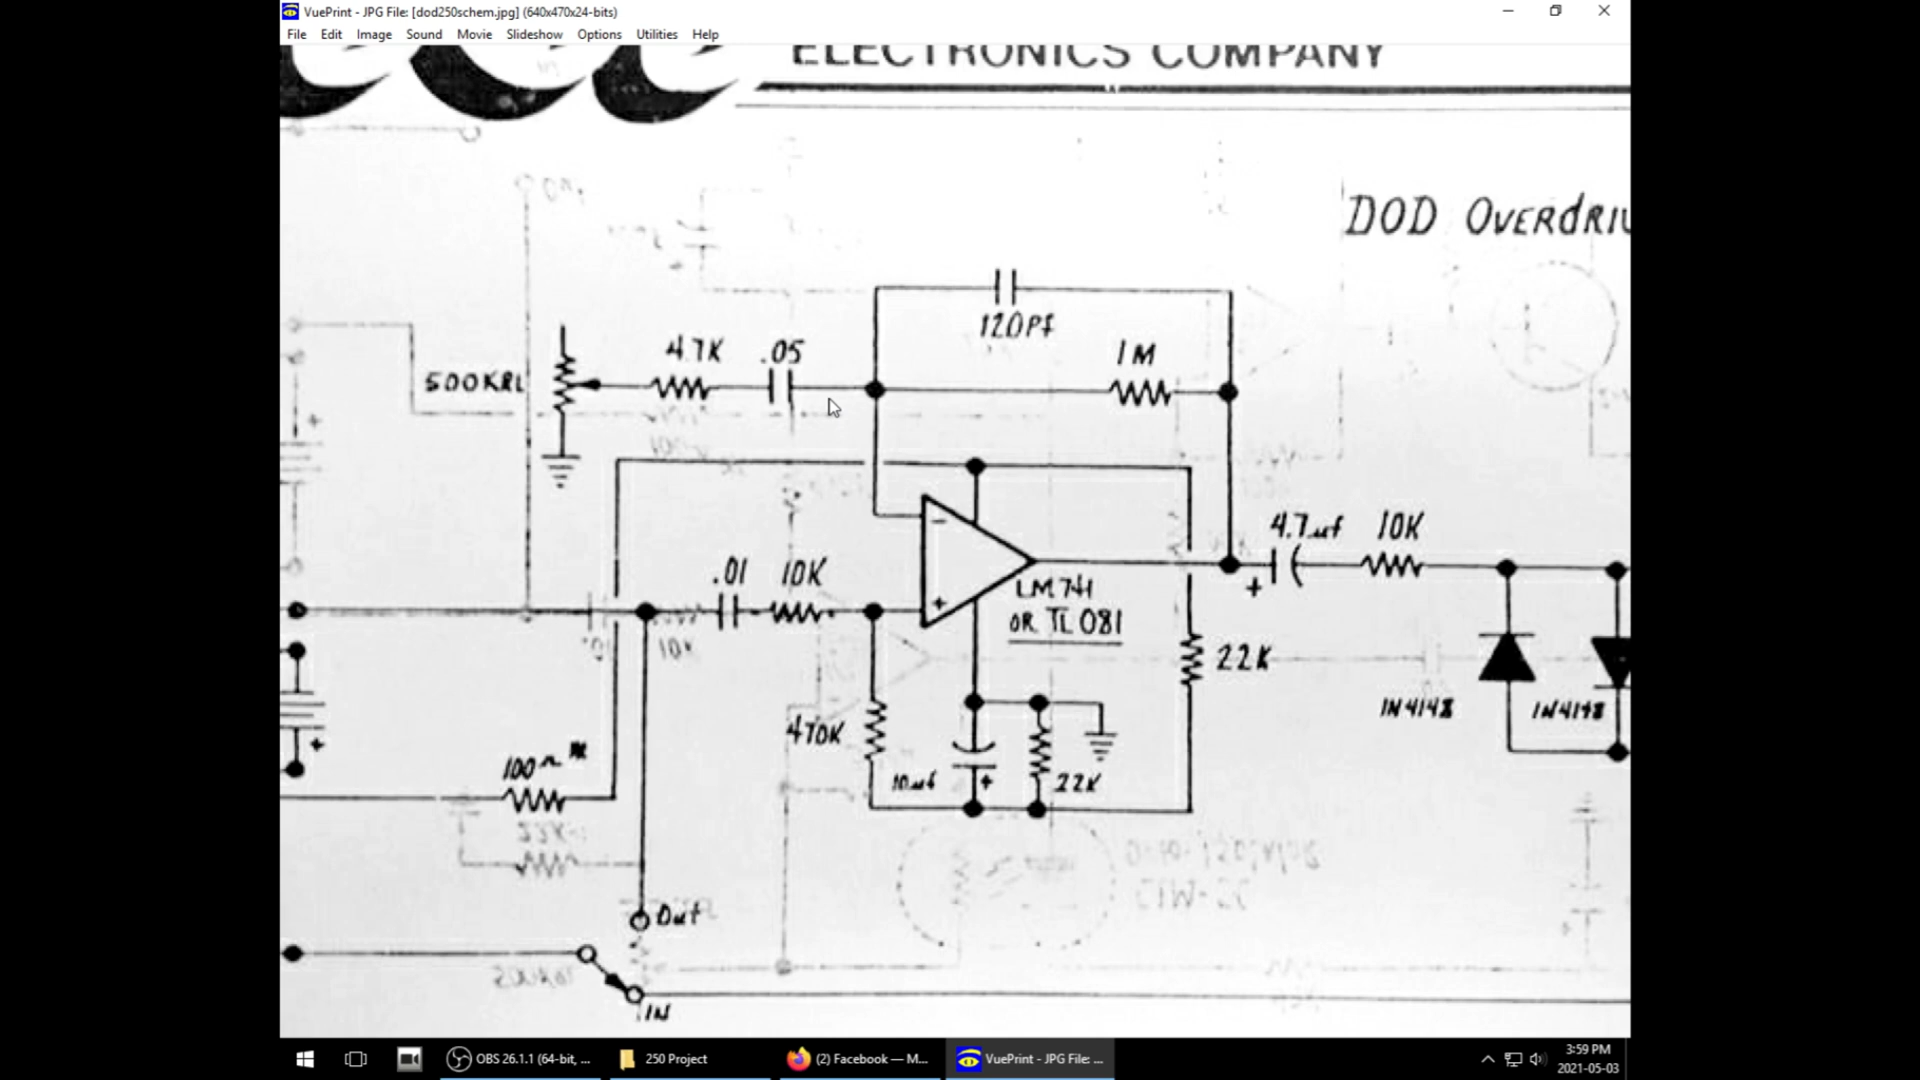 VuePrint - JPG File: [dod250schem.jpg] (640x470x24-bits)
File Edit Image Sound Movie Slideshow Options Utilities Help
ELECTRONICS COMPANY
DOD OVERDRIV
120Pf
4.7K .05 1M
500KRL
4.7uf 10K
+
.01 10K
-
+
LM741
OR TL081
22K
1N4148 1N4148
470K
+
10uf + 22K
100Ω
Out
IN
OBS 26.1.1 (64-bit, ...
250 Project
(2) Facebook — M...
VuePrint - JPG File: ...
3:59 PM
2021-05-03